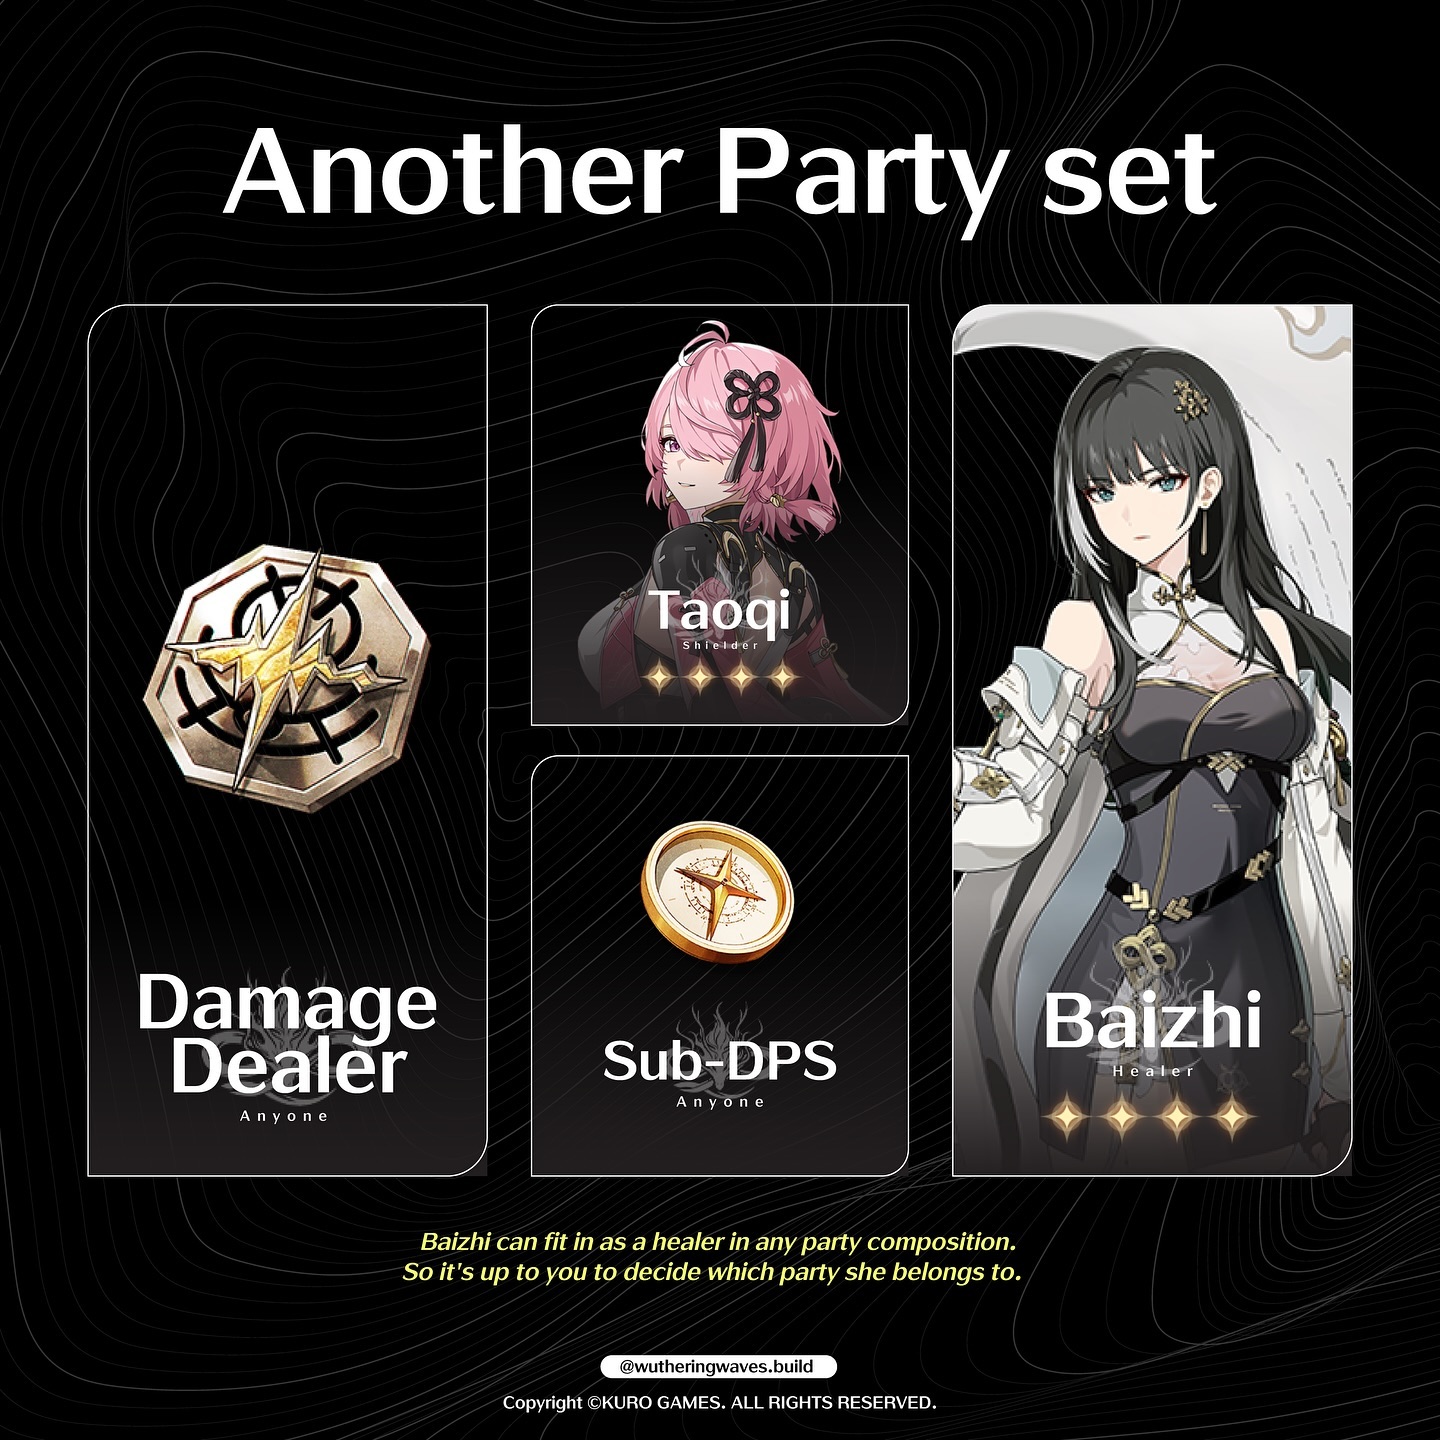 Another Party set
Damage
Dealer
Anyone
Taoqi
Shielder
Sub-DPS
Anyone
Baizhi
Healer
Baizhi can fit in as a healer in any party composition.
So it's up to you to decide which party she belongs to.
@wutheringwaves.build
Copyright ©KURO GAMES. ALL RIGHTS RESERVED.